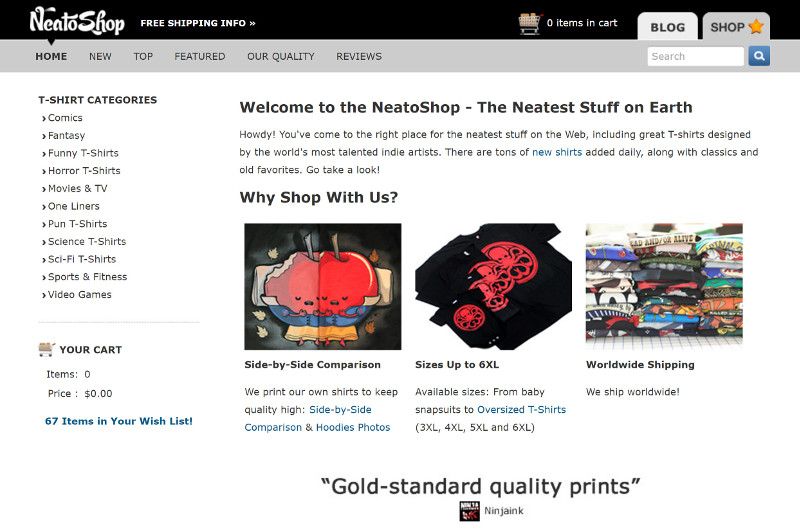 NeatoShop
FREE SHIPPING INFO »
0 items in cart
BLOG
SHOP
HOME
NEW
TOP
FEATURED
OUR QUALITY
REVIEWS
Search
T-SHIRT CATEGORIES
Comics
Fantasy
Funny T-Shirts
Horror T-Shirts
Movies & TV
One Liners
Pun T-Shirts
Science T-Shirts
Sci-Fi T-Shirts
Sports & Fitness
Video Games
YOUR CART
Items: 0
Price : $0.00
67 Items in Your Wish List!
Welcome to the NeatoShop - The Neatest Stuff on Earth
Howdy! You've come to the right place for the neatest stuff on the Web, including great T-shirts designed
by the world's most talented indie artists. There are tons of new shirts added daily, along with classics and
old favorites. Go take a look!
Why Shop With Us?
Side-by-Side Comparison
We print our own shirts to keep
quality high: Side-by-Side
Comparison & Hoodies Photos
Sizes Up to 6XL
Available sizes: From baby
snapsuits to Oversized T-Shirts
(3XL, 4XL, 5XL and 6XL)
EAD AND/OR ALIVE
Worldwide Shipping
We ship worldwide!
“Gold-standard quality prints”
Ninjaink